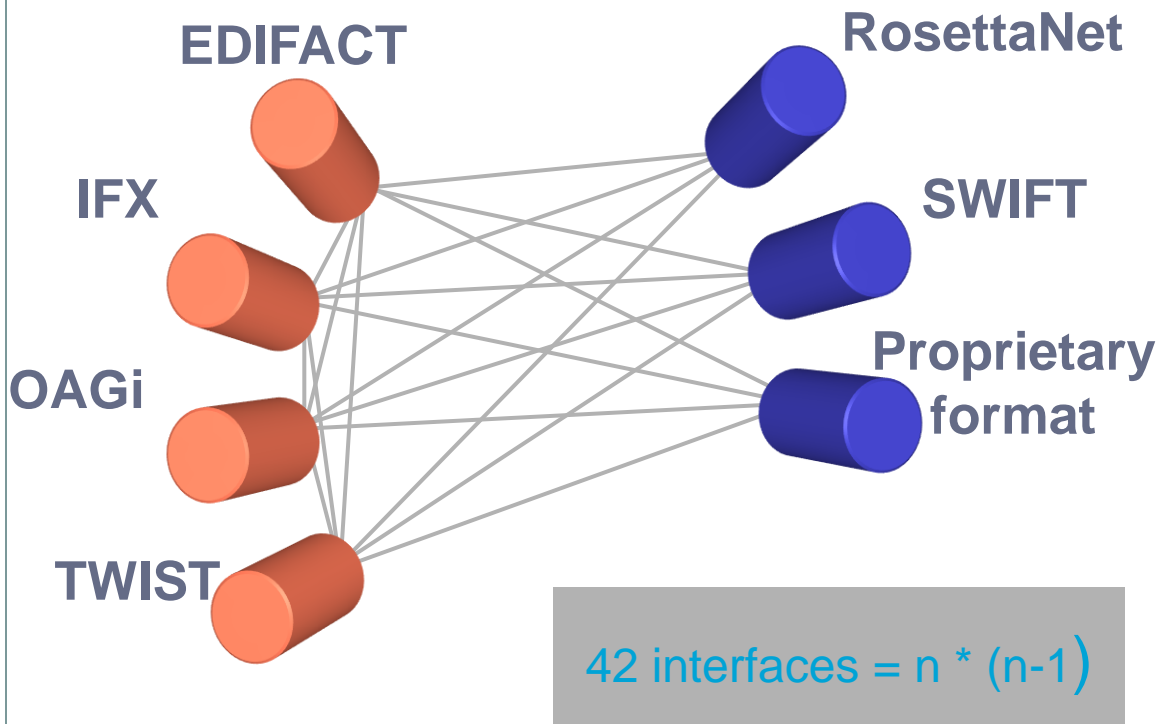 EDIFACT
RosettaNet
IFX
SWIFT
OAGi
Proprietary
format
TWIST
42 interfaces = n * (n-1)